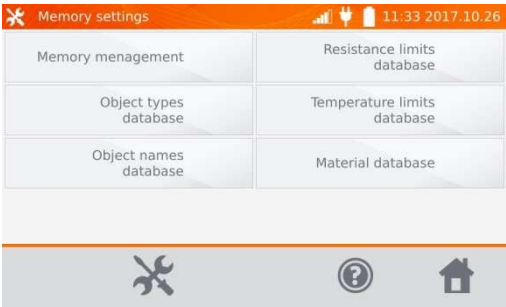 Memory settings
11:33 2017.10.26
Memory menagement
Resistance limits
database
Object types
database
Temperature limits
database
Object names
database
Material database
?